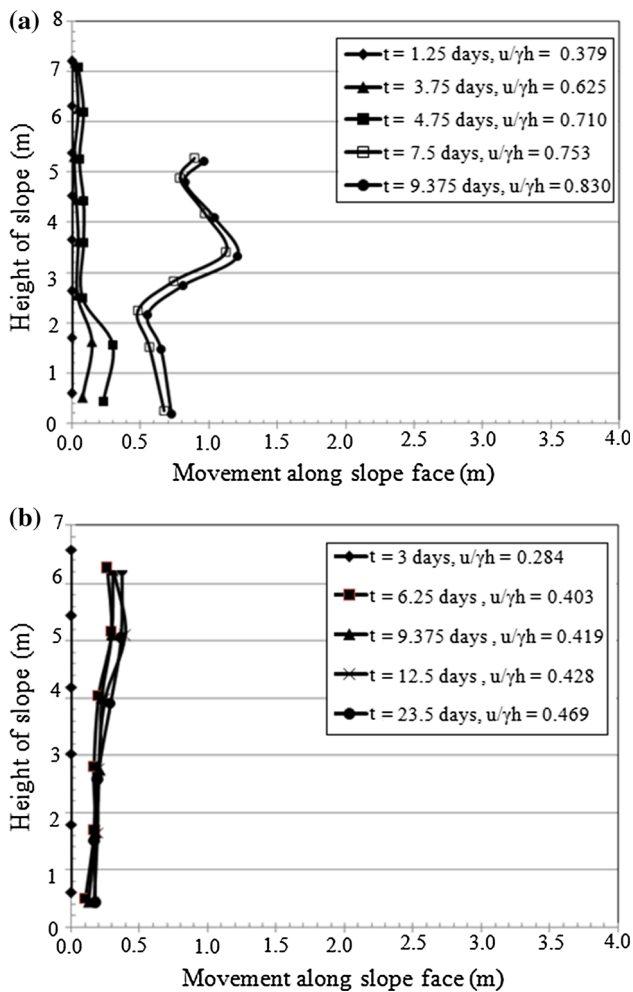 (a)
8
7
6
5
4
3
2
1
0
Height of slope (m)
t = 1.25 days, u/γh = 0.379
t = 3.75 days, u/γh = 0.625
t = 4.75 days, u/γh = 0.710
t = 7.5 days, u/γh = 0.753
t = 9.375 days, u/γh = 0.830
0.0 0.5 1.0 1.5 2.0 2.5 3.0 3.5 4.0
Movement along slope face (m)
(b)
7
6
5
4
3
2
1
0
Height of slope (m)
t = 3 days, u/γh = 0.284
t = 6.25 days , u/γh = 0.403
t = 9.375 days , u/γh = 0.419
t = 12.5 days , u/γh = 0.428
t = 23.5 days, u/γh = 0.469
0.0 0.5 1.0 1.5 2.0 2.5 3.0 3.5 4.0
Movement along slope face (m)